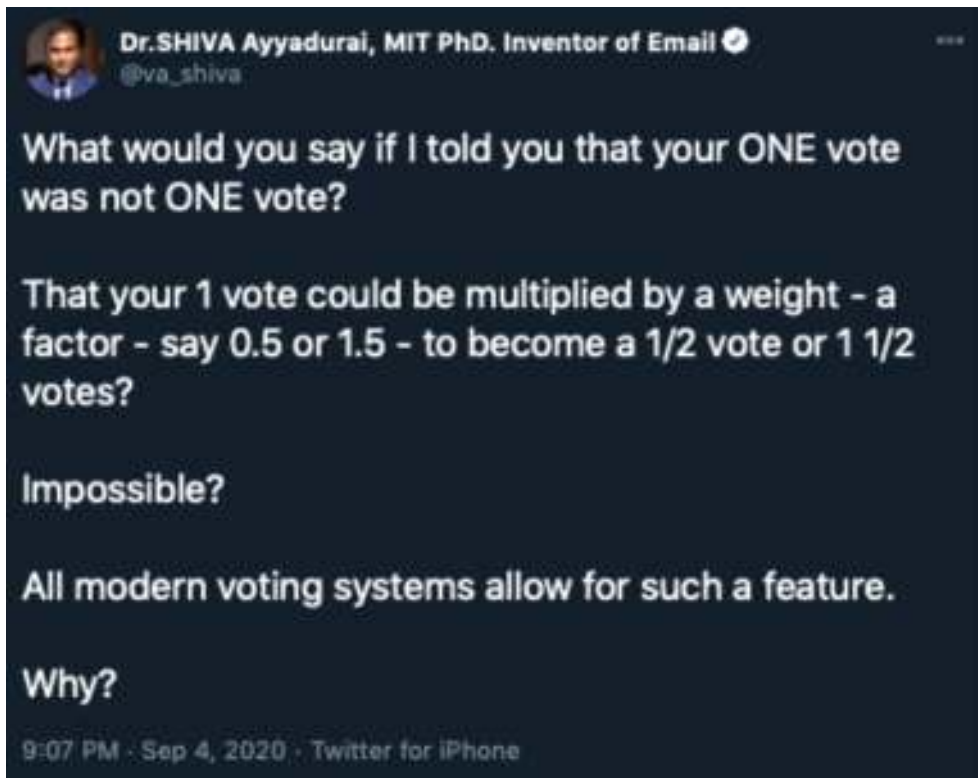 Dr.SHIVA Ayyadurai, MIT PhD. Inventor of Email
@va_shiva
What would you say if I told you that your ONE vote
was not ONE vote?
That your 1 vote could be multiplied by a weight - a
factor - say 0.5 or 1.5 - to become a 1/2 vote or 1 1/2
votes?
Impossible?
All modern voting systems allow for such a feature.
Why?
9:07 PM · Sep 4, 2020 · Twitter for iPhone